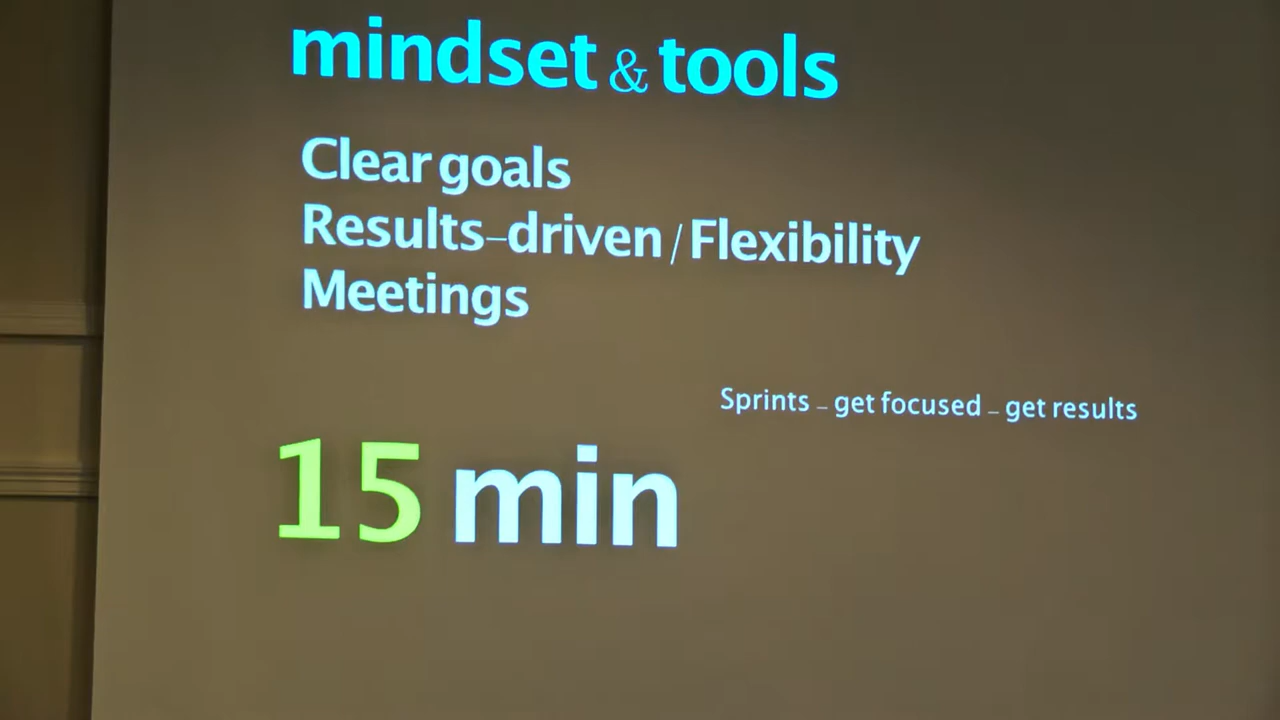 mindset & tools
Clear goals
Results–driven / Flexibility
Meetings
Sprints – get focused – get results
15 min